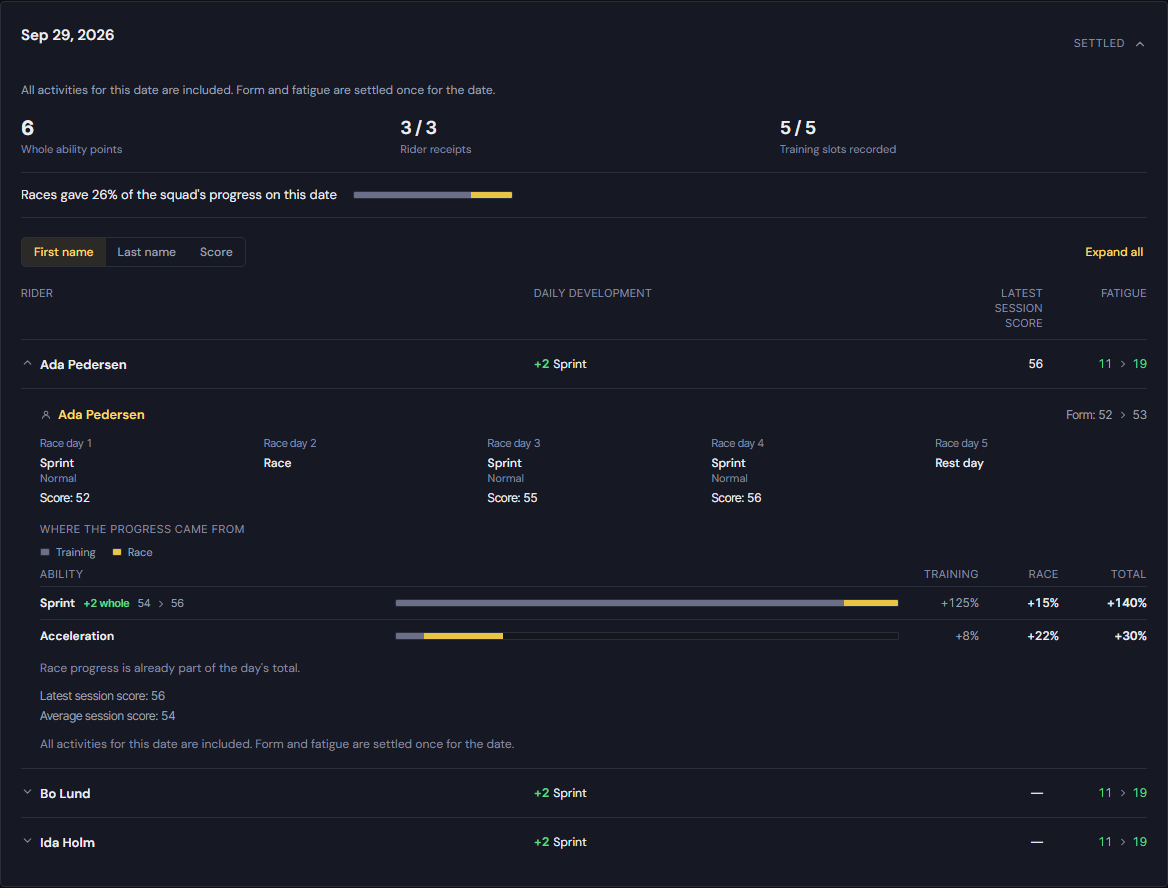 Sep 29, 2026
SETTLED
All activities for this date are included. Form and fatigue are settled once for the date.
6
3 / 3
5 / 5
Whole ability points
Rider receipts
Training slots recorded
Races gave 26% of the squad's progress on this date
First name Last name Score
Expand all
RIDER
DAILY DEVELOPMENT
LATEST SESSION SCORE
FATIGUE
Ada Pedersen
+2 Sprint
56
11 > 19
Ada Pedersen
Form: 52 > 53
Race day 1
Race day 2
Race day 3
Race day 4
Race day 5
Sprint
Race
Sprint
Sprint
Rest day
Normal
Normal
Normal
Score: 52
Score: 55
Score: 56
WHERE THE PROGRESS CAME FROM
Training
Race
ABILITY
TRAINING
RACE
TOTAL
Sprint +2 whole 54 > 56
+125%
+15%
+140%
Acceleration
+8%
+22%
+30%
Race progress is already part of the day's total.
Latest session score: 56
Average session score: 54
All activities for this date are included. Form and fatigue are settled once for the date.
Bo Lund
+2 Sprint
—
11 > 19
Ida Holm
+2 Sprint
—
11 > 19